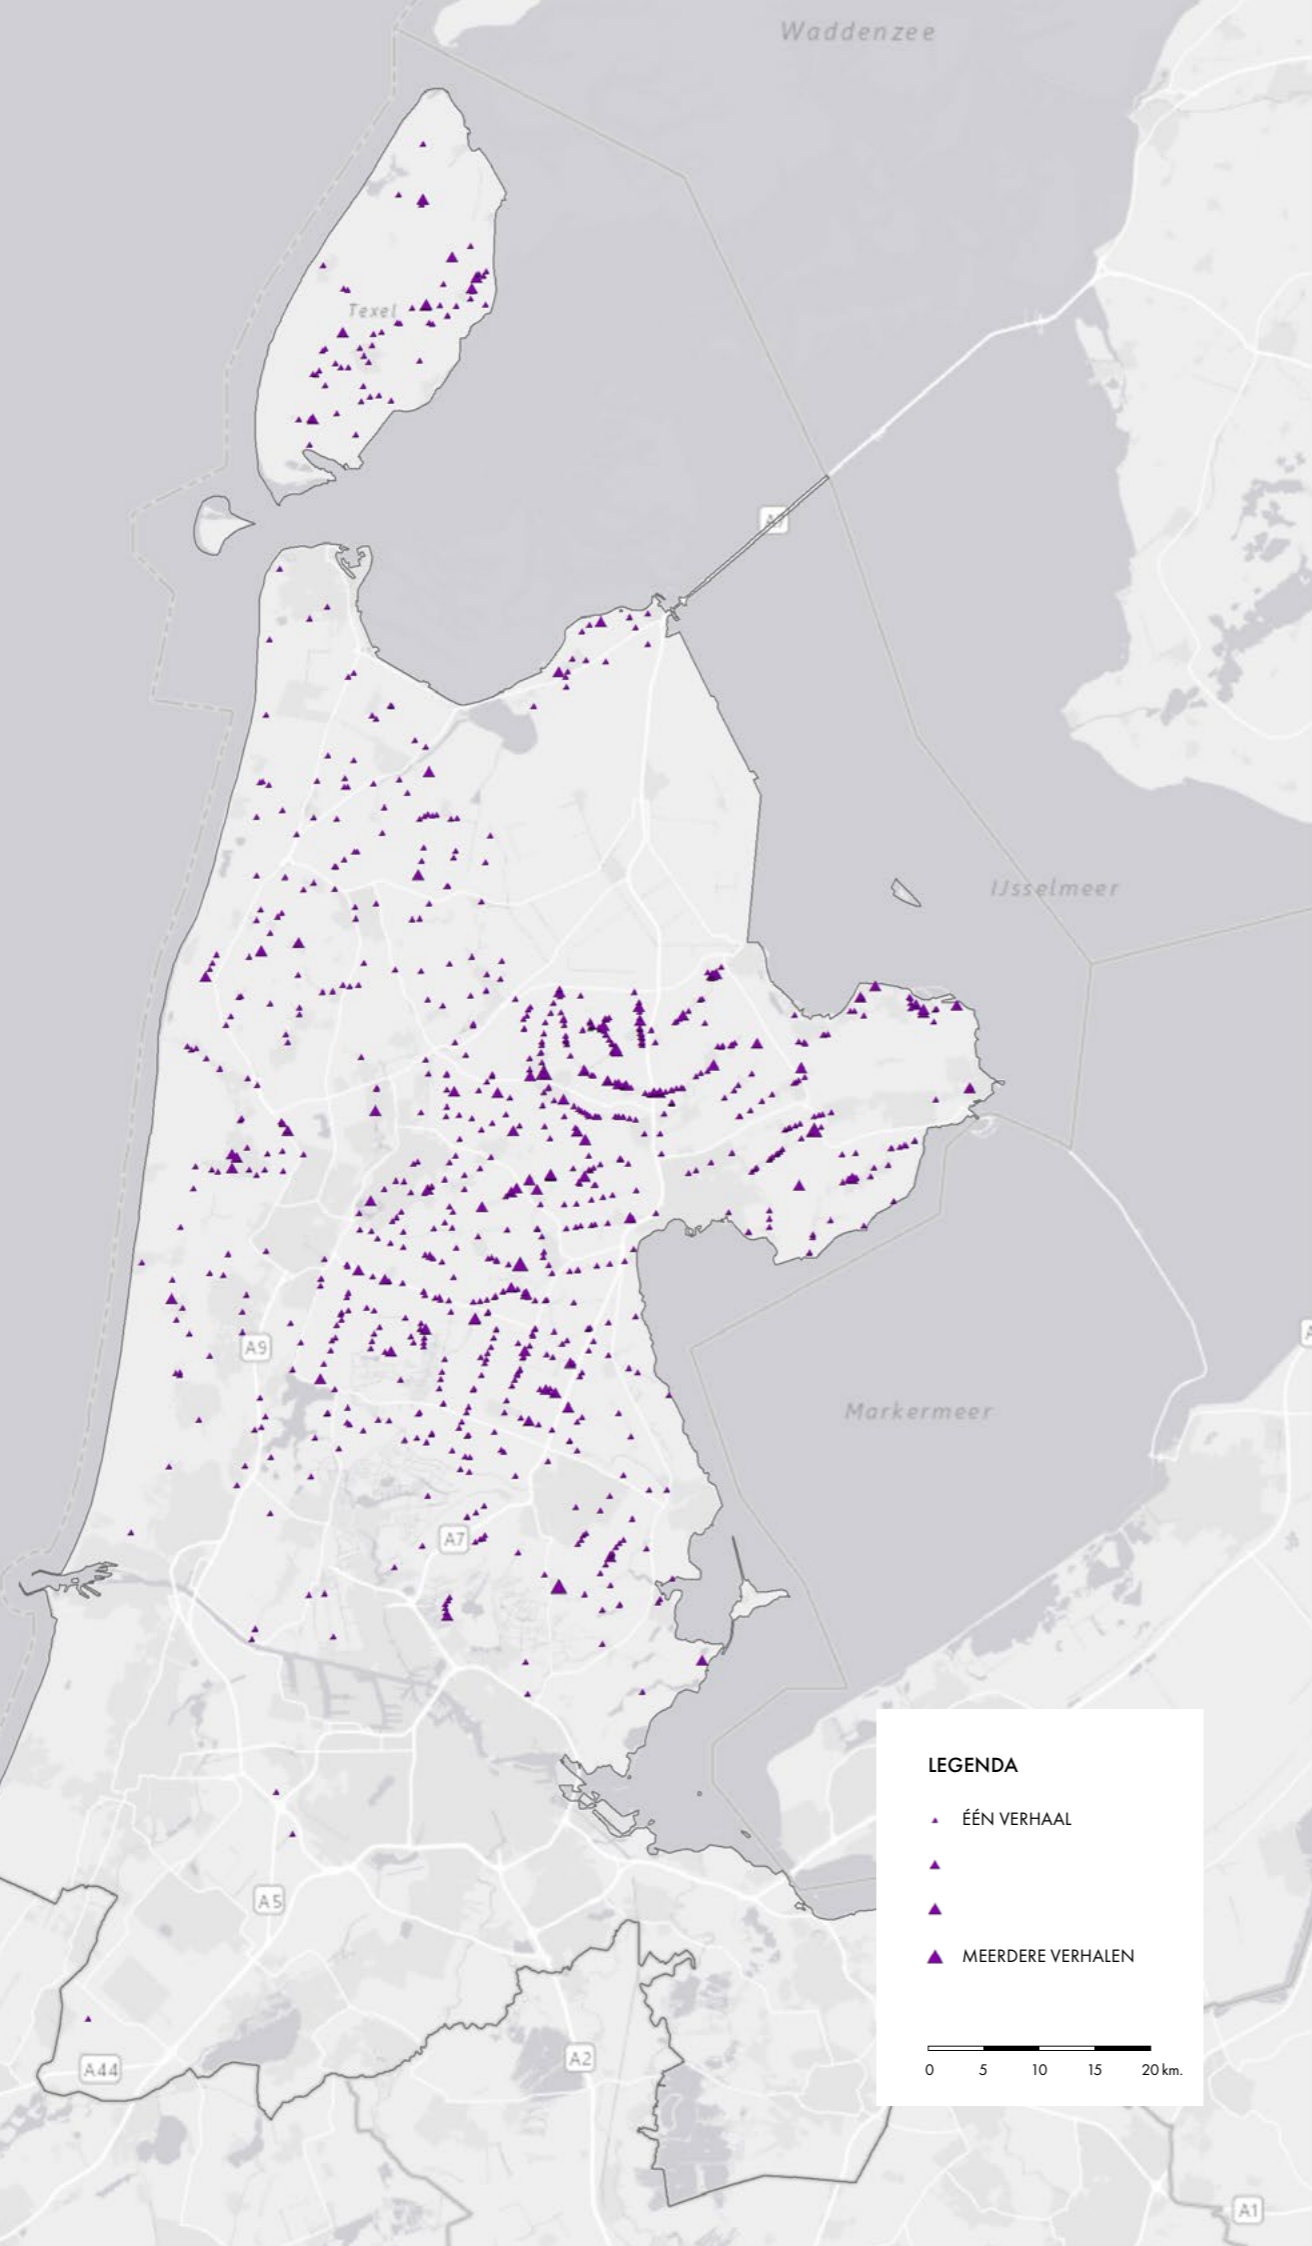 Waddenzee
Texel
IJsselmeer
A9
Markermeer
A7
A5
A44
A2
A1
LEGENDA
ÉÉN VERHAAL
MEERDERE VERHALEN
0 5 10 15 20 km.